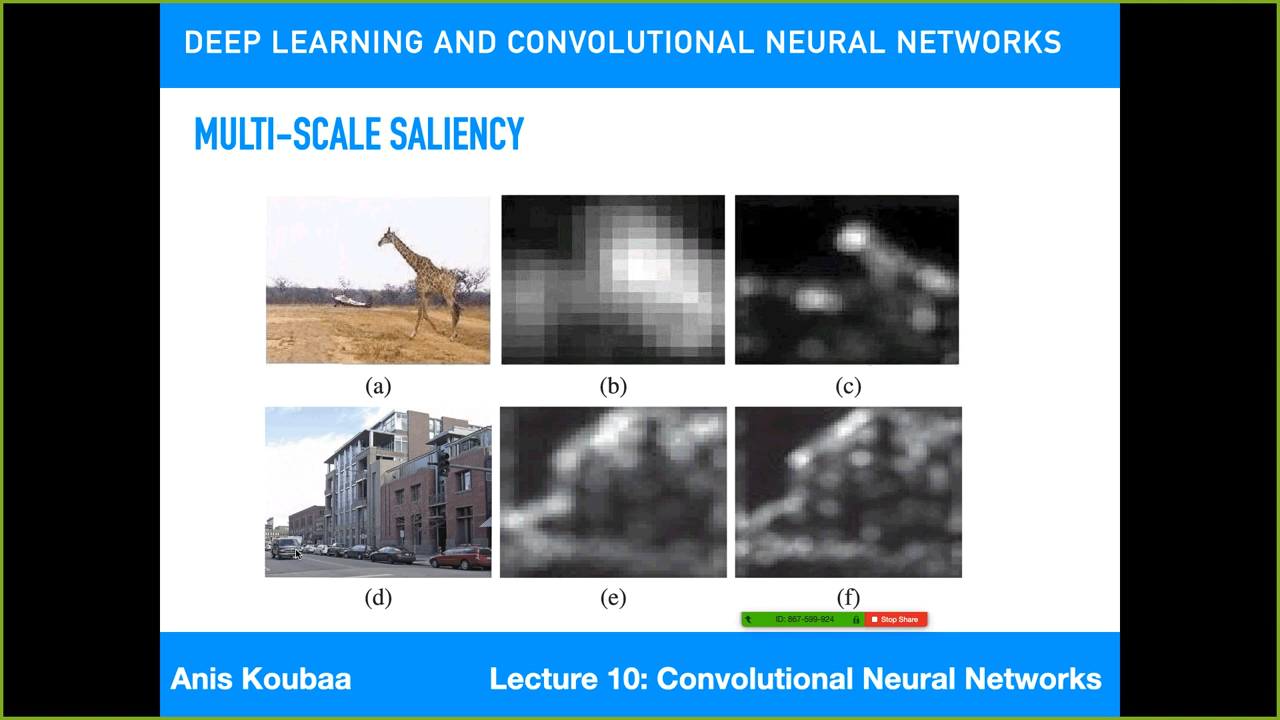 DEEP LEARNING AND CONVOLUTIONAL NEURAL NETWORKS
MULTI-SCALE SALIENCY
(a) (b) (c)
(d) (e) (f)
ID: 867-599-924 Stop Share
Anis Koubaa Lecture 10: Convolutional Neural Networks